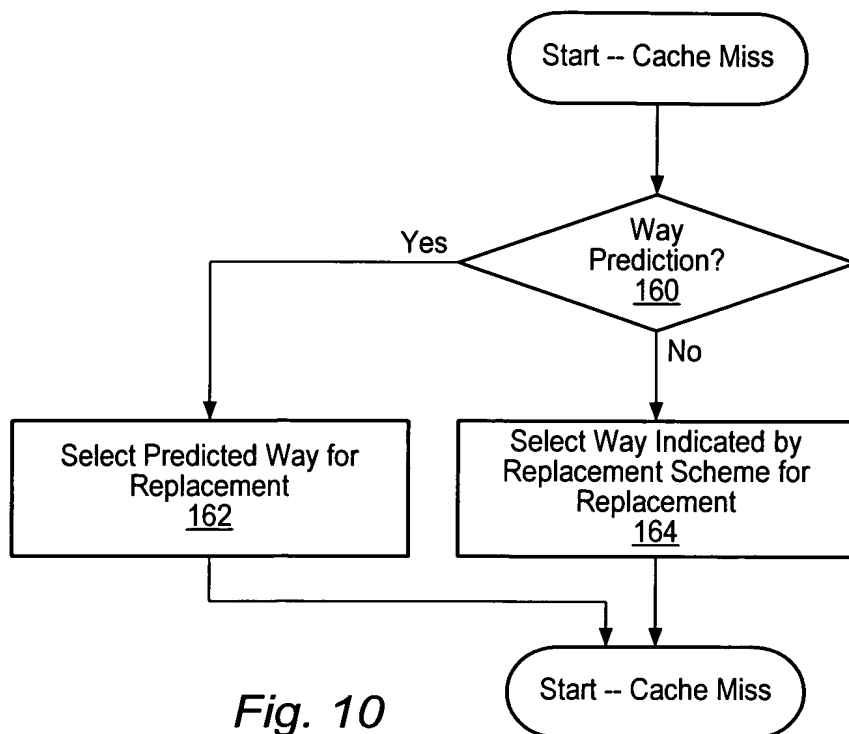 Start -- Cache Miss
Way
Prediction?
160
Yes
No
Select Predicted Way for
Replacement
162
Select Way Indicated by
Replacement Scheme for
Replacement
164
Start -- Cache Miss
Fig. 10